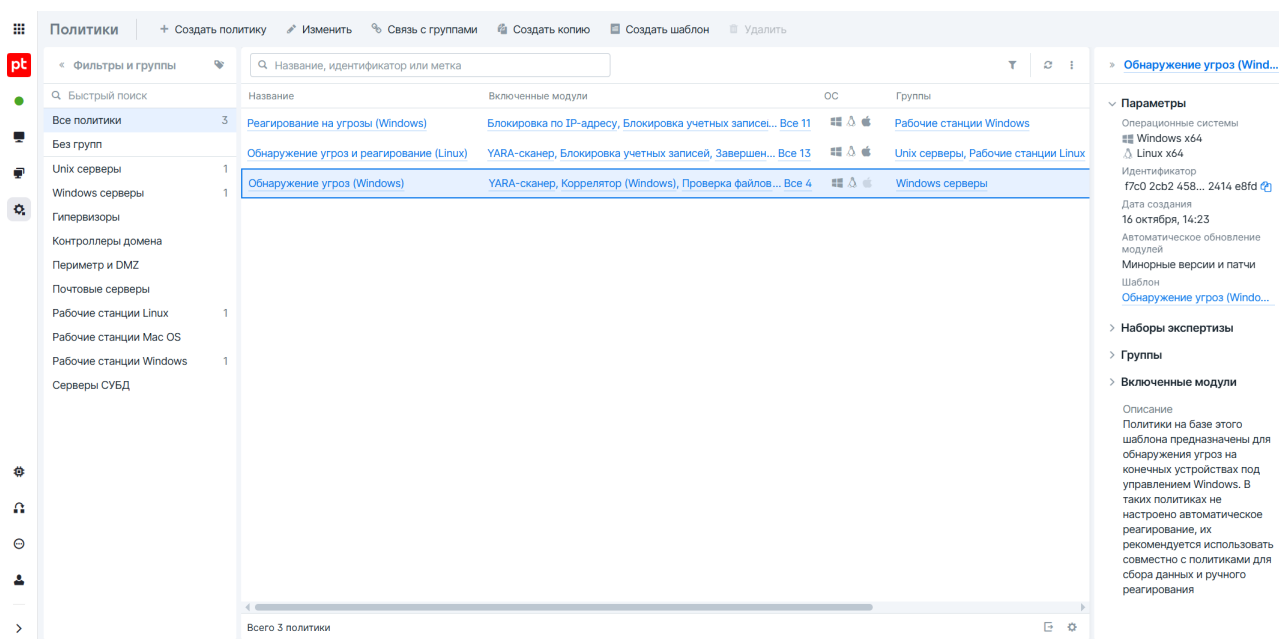 Политики
Создать политику
Изменить
Связь с группами
Создать копию
Создать шаблон
Удалить
pt
« Фильтры и группы
Быстрый поиск
Все политики 3
Без групп
Unix серверы 1
Windows серверы 1
Гипервизоры
Контроллеры домена
Периметр и DMZ
Почтовые серверы
Рабочие станции Linux 1
Рабочие станции Mac OS
Рабочие станции Windows 1
Серверы СУБД
Название, идентификатор или метка
Название Включенные модули ОС Группы
Реагирование на угрозы (Windows) Блокировка по IP-адресу, Блокировка учетных записеи... Все 11 Рабочие станции Windows
Обнаружение угроз и реагирование (Linux) YARA-сканер, Блокировка учетных записей, Завершен... Все 13 Unix серверы, Рабочие станции Linux
Обнаружение угроз (Windows) YARA-сканер, Коррелятор (Windows), Проверка файлов... Все 4 Windows серверы
Всего 3 политики
» Обнаружение угроз (Wind...
Параметры
Операционные системы
Windows x64
Linux x64
Идентификатор
f7c0 2cb2 458... 2414 e8fd
Дата создания
16 октября, 14:23
Автоматическое обновление
модулей
Минорные версии и патчи
Шаблон
Обнаружение угроз (Windo...
Наборы экспертизы
Группы
Включенные модули
Описание
Политики на базе этого
шаблона предназначены для
обнаружения угроз на
конечных устройствах под
управлением Windows. В
таких политиках не
настроено автоматическое
реагирование, их
рекомендуется использовать
совместно с политиками для
сбора данных и ручного
реагирования